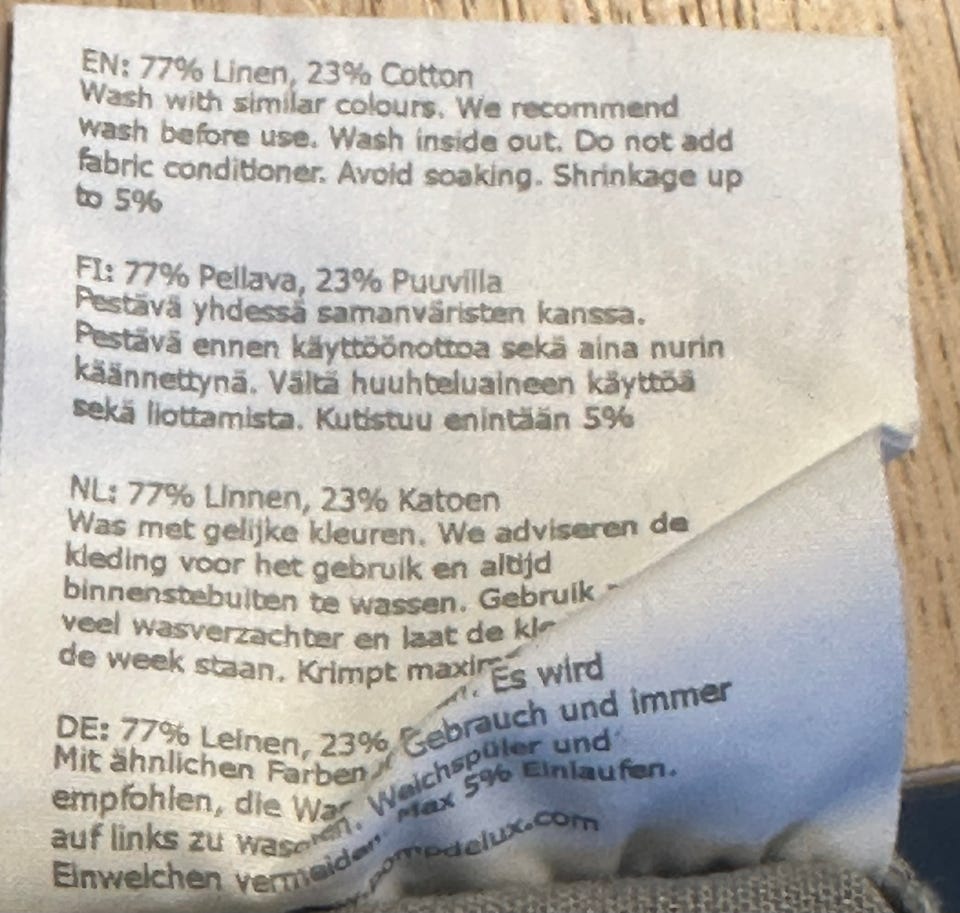 EN: 77% Linen, 23% Cotton
Wash with similar colours. We recommend
wash before use. Wash inside out. Do not add
fabric conditioner. Avoid soaking. Shrinkage up
to 5%
FI: 77% Pellava, 23% Puuvilla
Pestävä yhdessä samanväristen kanssa.
Pestävä ennen käyttöönottoa sekä aina nurin
käännettynä. Vältä huuhteluaineen käyttöä
sekä liottamista. Kutistuu enintään 5%
NL: 77% Linnen, 23% Katoen
Was met gelijke kleuren. We adviseren de
kleding voor het gebruik en altijd
binnenstebuiten te wassen. Gebruik
veel wasverzachter en laat de
de week staan. Krimpt
DE: 77% Leinen, 23%
Mit ähnlichen Farben Es wird
empfohlen, die Gebrauch und immer
auf links zu Weichspüler und
Einweichen vermeiden. Max 5% Einlaufen.
pompdelux.com